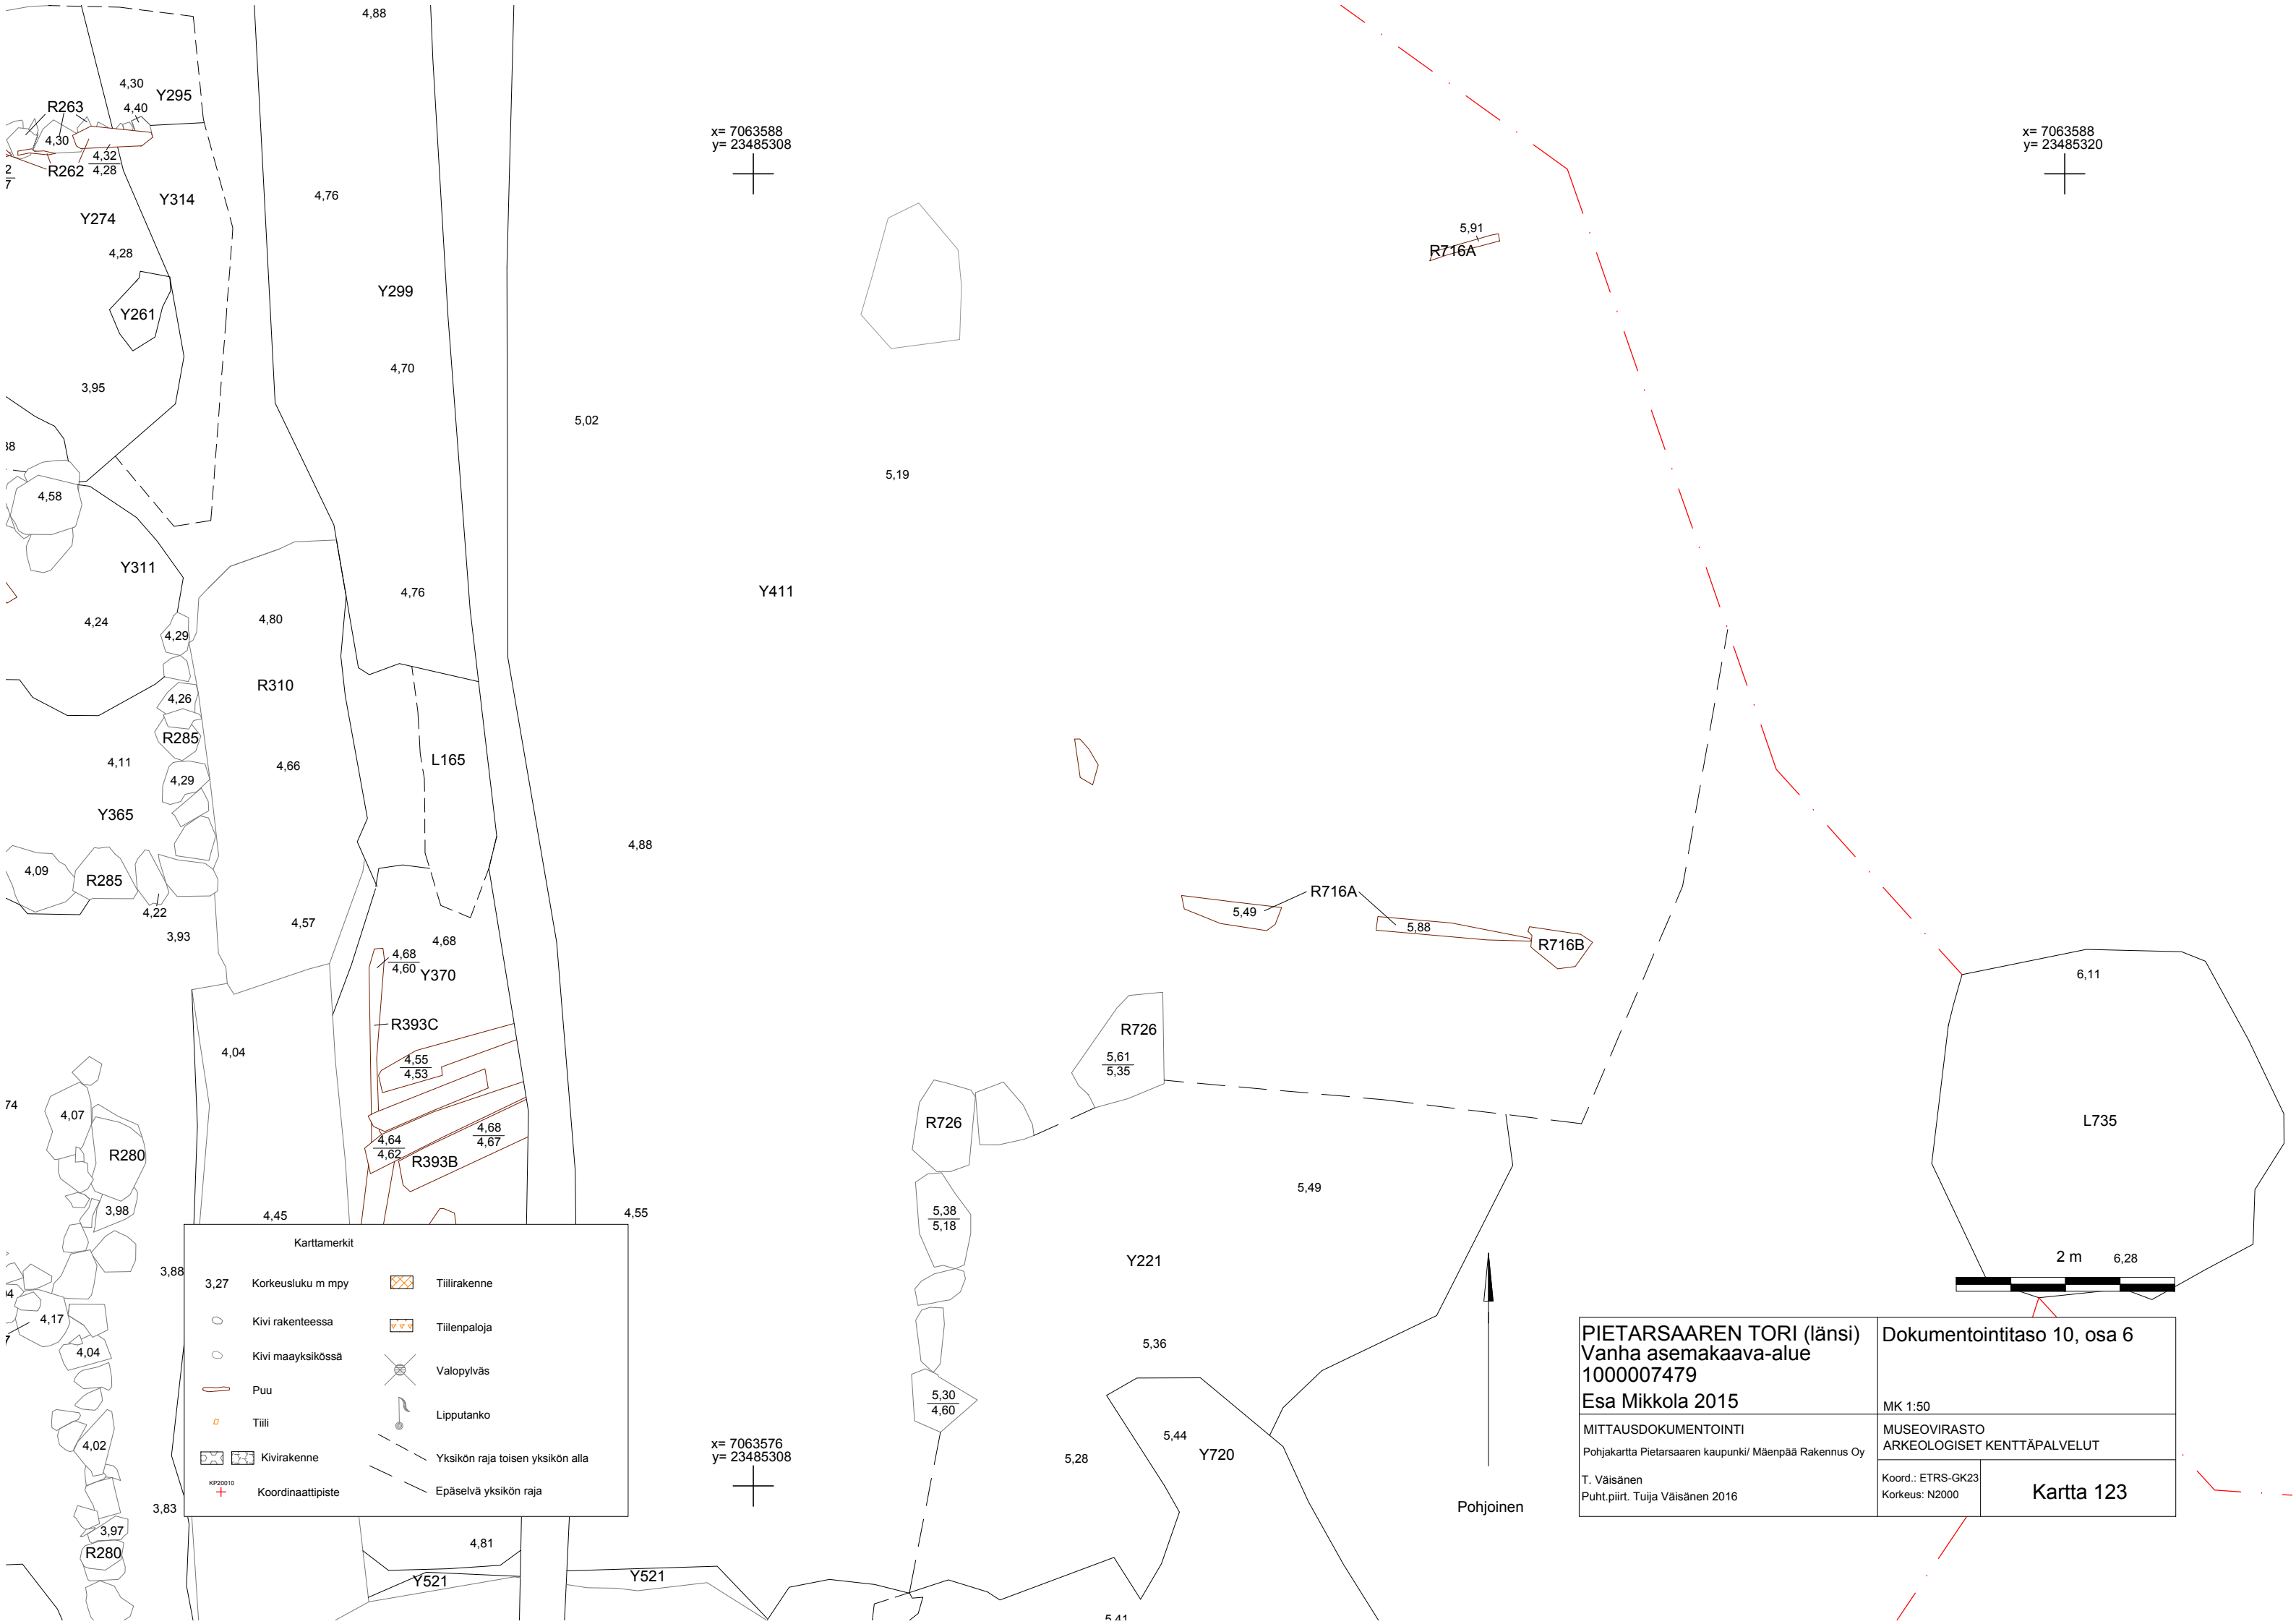 4,88
4,30
Y295
R263
4,40
4,30
4,32
4,28
R262
2
7
x= 7063588
y= 23485308
x= 7063588
y= 23485320
Y314
4,76
Y274
5,91
R716A
4,28
Y299
Y261
4,70
3,95
5,02
5,19
4,58
Y311
4,76
Y411
4,24
4,80
4,29
R310
4,26
R285
4,11
4,66
L165
4,29
Y365
4,88
4,09
R285
R716A
5,49
5,88
R716B
4,22
4,57
3,93
4,68
4,68
4,60
Y370
6,11
R393C
R726
5,61
5,35
4,04
4,55
4,53
74
4,07
R726
L735
4,64
4,62
4,68
4,67
R280
R393B
5,49
3,98
4,45
4,55
5,38
5,18
Y221
3,88
2 m
6,28
4,17
4,04
5,36
5,30
4,60
4,02
5,44
Y720
5,28
x= 7063576
y= 23485308
3,83
3,97
R280
4,81
Y521
Y521
5,41
Pohjoinen
Karttamerkit
3,27 Korkeusluku m mpy
Kivi rakenteessa
Kivi maayksikössä
Puu
Tiili
Kivirakenne
KP20010
Koordinaattipiste
Tiilirakenne
Tiilenpaloja
Valopylväs
Lipputanko
Yksikön raja toisen yksikön alla
Epäselvä yksikön raja
PIETARSAAREN TORI (länsi)
Vanha asemakaava-alue
1000007479
Esa Mikkola 2015
Dokumentointitaso 10, osa 6
MK 1:50
MITTAUSDOKUMENTOINTI
Pohjakartta Pietarsaaren kaupunki/ Mäenpää Rakennus Oy
T. Väisänen
Puht.piirt. Tuija Väisänen 2016
MUSEOVIRASTO
ARKEOLOGISET KENTTÄPALVELUT
Koord.: ETRS-GK23
Korkeus: N2000
Kartta 123